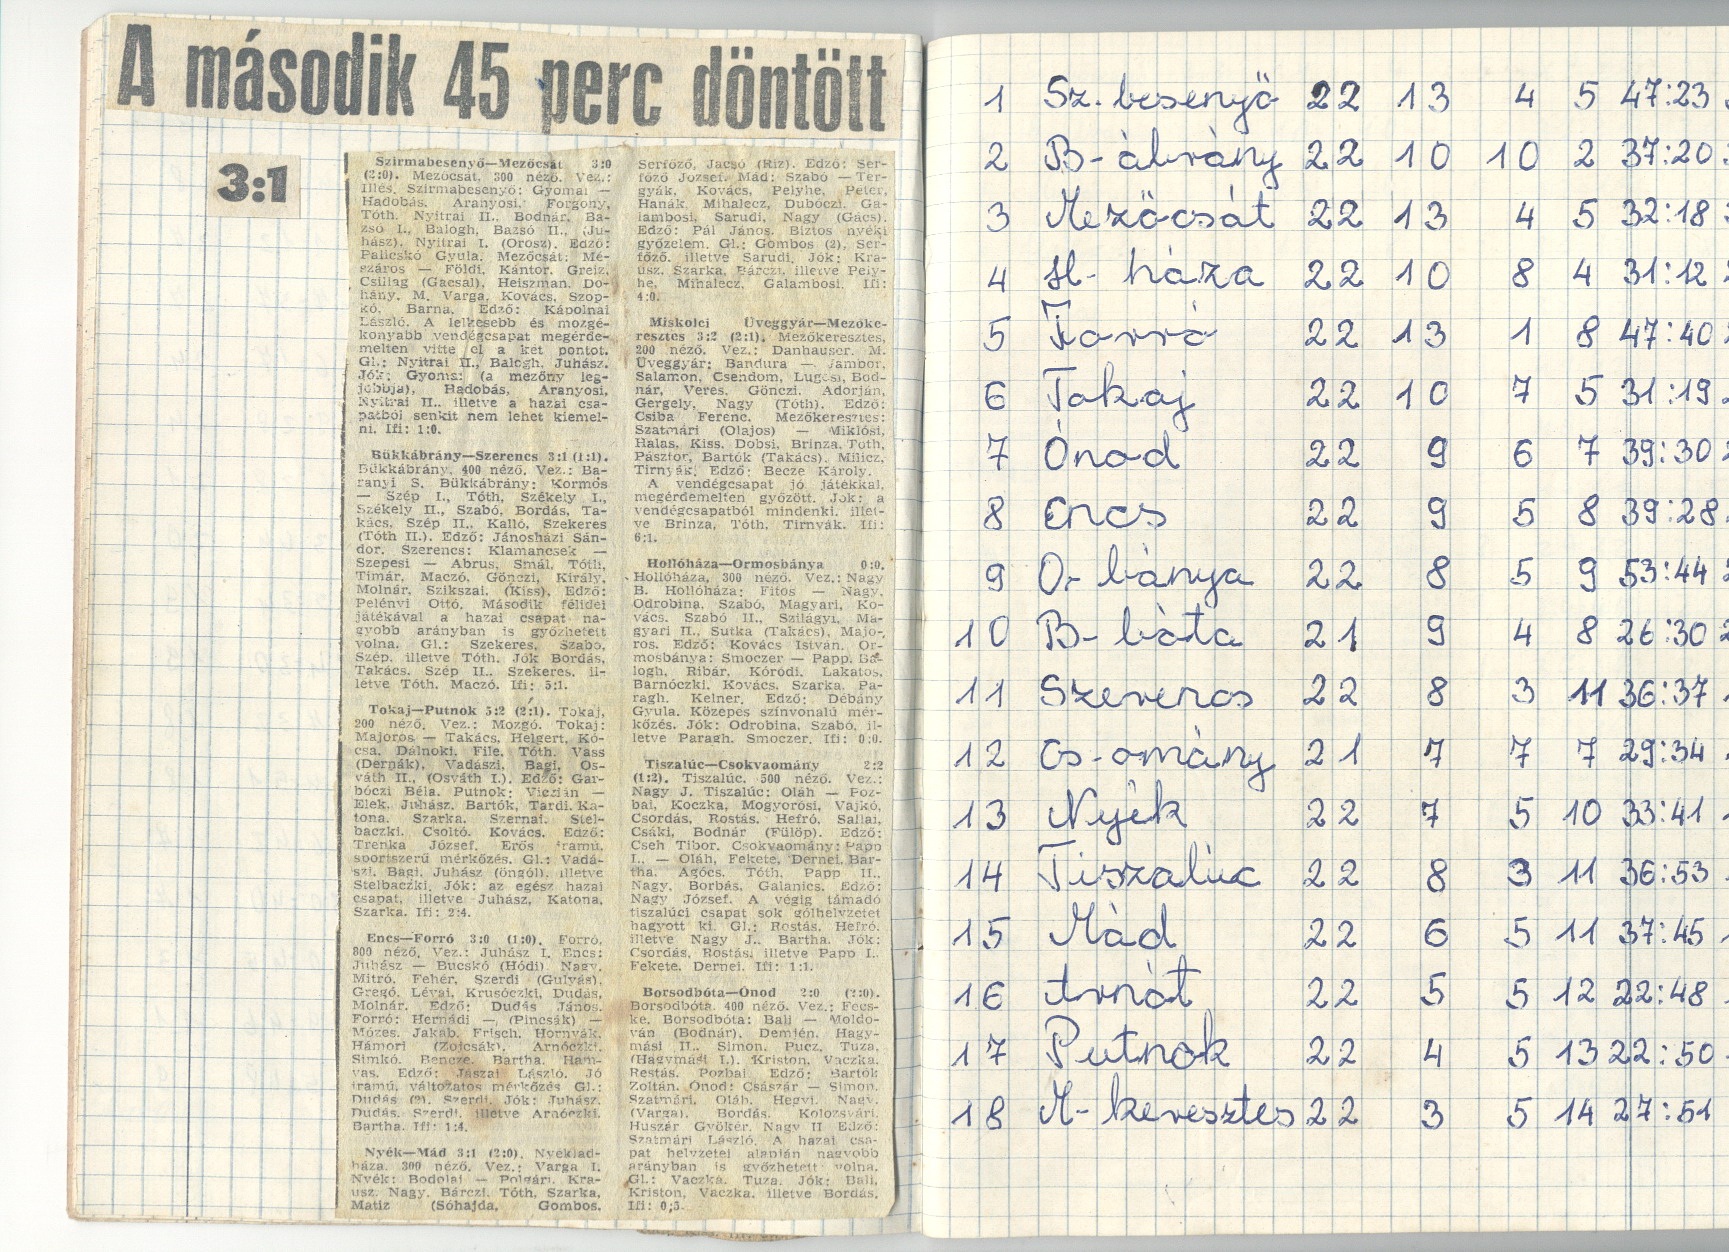 A második 45 perc döntött
3:1
Szirmabesenyő—Mezőcsát 3:0
(2:0). Mezőcsát, 300 néző. Vez.:
Illés. Szirmabesenyő: Gyomai —
Hadobás, Aranyosi, Forgony,
Tóth, Nyitrai II., Bodnár, Ba-
zsó I., Balogh, Bazsó II., (Ju-
hász), Nyitrai I. (Orosz). Edző:
Palicskó Gyula. Mezőcsát: Mé-
száros — Földi, Kántor, Greiz,
Csillag (Gácsal), Heiszman, Do-
hány, M. Varga, Kovács, Szop-
kó, Barna. Edző: Kápolnai
László. A lelkesebb és mozgé-
konyabb vendégcsapat megérde-
melten vitte el a két pontot.
Gl.: Nyitrai II., Balogh, Juhász.
Jók: Gyomai (a mezőny leg-
jobbja), Hadobás, Aranyosi,
Nyitrai II., illetve a hazai csa-
patból senkit nem lehet kiemel-
ni. Ifi: 1:0.
Bükkábrány—Szerencs 3:1 (1:1).
Bükkábrány, 400 néző. Vez.: Ba-
ranyi S. Bükkábrány: Kormos
— Szép I., Tóth, Székely I.,
Székely II., Szabó, Bordás, Ta-
kács, Szép II., Kalló, Szekeres
(Tóth II.). Edző: Jánosházi Sán-
dor. Szerencs: Klamancsek —
Szepesi — Abrus, Smál, Tóth,
Tímár, Maczó, Gönczi, Király,
Molnár, Szikszai, (Kiss). Edző:
Pelényi Ottó. Második félidei
játékával a hazai csapat na-
gyobb arányban is győzhetett
volna. Gl.: Szekeres, Szabó,
Szép, illetve Tóth. Jók Bordás,
Takács, Szép II., Szekeres, il-
letve Tóth, Maczó. Ifi: 5:1.
Tokaj—Putnok 5:2 (2:1). Tokaj,
200 néző. Vez.: Mozgó. Tokaj:
Majoros — Takács, Helgert, Kó-
csa, Dálnoki, File, Tóth, Vass
(Dernák), Vadászi, Bagi, Os-
váth II., (Osváth I.). Edző: Gar-
bóczi Béla. Putnok: Viczián —
Elek, Juhász, Bartók, Tardi, Ka-
tona, Szarka, Szernai, Stel-
baczki, Csoltó, Kovács. Edző:
Trenka József. Erős iramú,
sportszerű mérkőzés. Gl.: Vadá-
szi, Bagi, Juhász (öngól), illetve
Stelbaczki. Jók: az egész hazai
csapat, illetve Juhász, Katona,
Szarka. Ifi: 2:4.
Encs—Forró 3:0 (1:0). Forró,
800 néző. Vez.: Juhász I. Encs:
Juhász — Bucskó (Hódi), Nagy,
Mitró, Fehér, Szerdi (Gulyás),
Gregó, Lévai, Krusóczki, Dudás,
Molnár. Edző: Dudás János.
Forró: Hernádi — (Pincsák) —
Mózes, Jakab, Frisch, Hornyák,
Hámori (Zojcsák), Arnóczki,
Simkó, Bencze, Bartha, Ham-
vas. Edző: Jászai László. Jó
iramú, változatos mérkőzés Gl.:
Dudás (2), Szerdi. Jók: Juhász,
Dudás, Szerdi, illetve Arnóczki,
Bartha. Ifi: 1:4.
Nyék—Mád 3:1 (2:0). Nyékládi-
háza, 300 néző. Vez.: Varga I.
Nyék: Bodolai — Polgári, Kra-
usz, Nagy, Bárczi, Tóth, Szarka,
Matiz (Sóhajda, Gombos,
Serfőző, Jacsó (Riz). Edző: Ser-
főző József. Mád: Szabó — Ter-
gyák, Kovács, Pelyhe, Péter,
Hanák, Mihalecz, Dubóczi, Ga-
lambosi, Sarudi, Nagy (Gács).
Edző: Pál János. Biztos nyéki
győzelem. Gl.: Gombos (2), Ser-
főző, illetve Sarudi. Jók: Kra-
usz, Szarka, Bárczi, illetve Pely-
he, Mihalecz, Galambosi. Ifi:
4:0.
Miskolci Üveggyár—Mezőke-
resztes 3:2 (2:1). Mezőkeresztes,
200 néző. Vez.: Danhauser. M.
Üveggyár: Bandura — Jámbor,
Salamon, Csendom, Lugosi, Bod-
nár, Veres, Gönczi, Adorján,
Gergely, Nagy (Tóth). Edző:
Csiba Ferenc. Mezőkeresztes:
Szatmári (Olajos) — Miklósi,
Halas, Kiss, Dobsi, Brinza, Tóth,
Pásztor, Bartók (Takács), Milicz,
Tirnyák. Edző: Becze Károly.
A vendégcsapat jó játékkal,
megérdemelten győzött. Jók: a
vendégcsapatból mindenki, illet-
ve Brinza, Tóth, Tirnyák. Ifi:
6:1.
Hollóháza—Ormosbánya 0:0.
Hollóháza, 300 néző. Vez.: Nagy
B. Hollóháza: Fitos — Nagy,
Odrobina, Szabó, Magyari, Ko-
vács, Szabó II., Szilágyi, Ma-
gyari II., Sutka (Takács), Majo-
ros. Edző: Kovács István. Or-
mosbánya: Smoczer — Papp, Ba-
logh, Ribár, Kóródi, Lakatos,
Barnóczki, Kovács, Szarka, Pa-
ragh, Kelner, Edző: Debány
Gyula. Közepes színvonalú mér-
kőzés. Jók: Odrobina, Szabó, il-
letve Paragh, Smoczer. Ifi: 0:0.
Tiszalúc—Csokvaomány 2:2
(1:2). Tiszalúc, 500 néző. Vez.:
Nagy J. Tiszalúc: Oláh — Poz-
bai, Koczka, Mogyorósi, Vajkó,
Csordás, Rostás, Hefró, Sallai,
Csáki, Bodnár (Fülöp). Edző:
Cseh Tibor. Csokvaomány: Papp
I., — Oláh, Fekete, Dernei, Bar-
tha, Agócs, Tóth, Papp II.,
Nagy, Borbás, Galanics. Edző:
Nagy József. A végig támadó
tiszalúci csapat sok gólhelyzetet
hagyott ki. Gl.: Rostás, Hefró,
illetve Nagy J., Bartha. Jók:
Csordás, Rostás, illetve Papp I.,
Fekete, Dernei. Ifi: 1:1.
Borsodbóta—Ónod 2:0 (2:0).
Borsodbóta, 400 néző. Vez.: Fecs-
ke. Borsodbóta: Bali — Moldo-
ván (Bodnár), Demjén, Hagy-
mási II., Simon, Pucz, Tuza,
(Hagymási I.), Kriston, Vaczka,
Restás, Pozbai. Edző: Bartók
Zoltán. Ónod: Császár — Simon,
Szatmári, Oláh, Hegyi, Nagy,
(Varga), Bordás, Kolozsvári,
Huszár Gyökér, Nagy II Edző:
Szatmári László. A hazai csa-
pat helyzetei alapján nagyobb
arányban is győzhetett volna.
Gl.: Vaczka, Tuza. Jók: Bali,
Kriston, Vaczka, illetve Bordás.
Ifi: 0:5.
1 Sz.besenyő 22 13 4 5 47:23
2 B-ábrány 22 10 10 2 37:20
3 Mezőcsát 22 13 4 5 32:18
4 H-háza 22 10 8 4 31:12
5 Forró 22 13 1 8 47:40
6 Tokaj 22 10 7 5 31:19
7 Ónod 22 9 6 7 39:30
8 Encs 22 9 5 8 39:28
9 O-bánya 22 8 5 9 53:44
10 B-bóta 21 9 4 8 26:30
11 Szerencs 22 8 3 11 36:37
12 Cs-omány 21 7 7 7 29:34
13 Nyék 22 7 5 10 33:41
14 Tiszalúc 22 8 3 11 36:53
15 Mád 22 6 5 11 37:45
16 Arnót 22 5 5 12 22:48
17 Putnok 22 4 5 13 22:50
18 M-keresztes 22 3 5 14 27:51